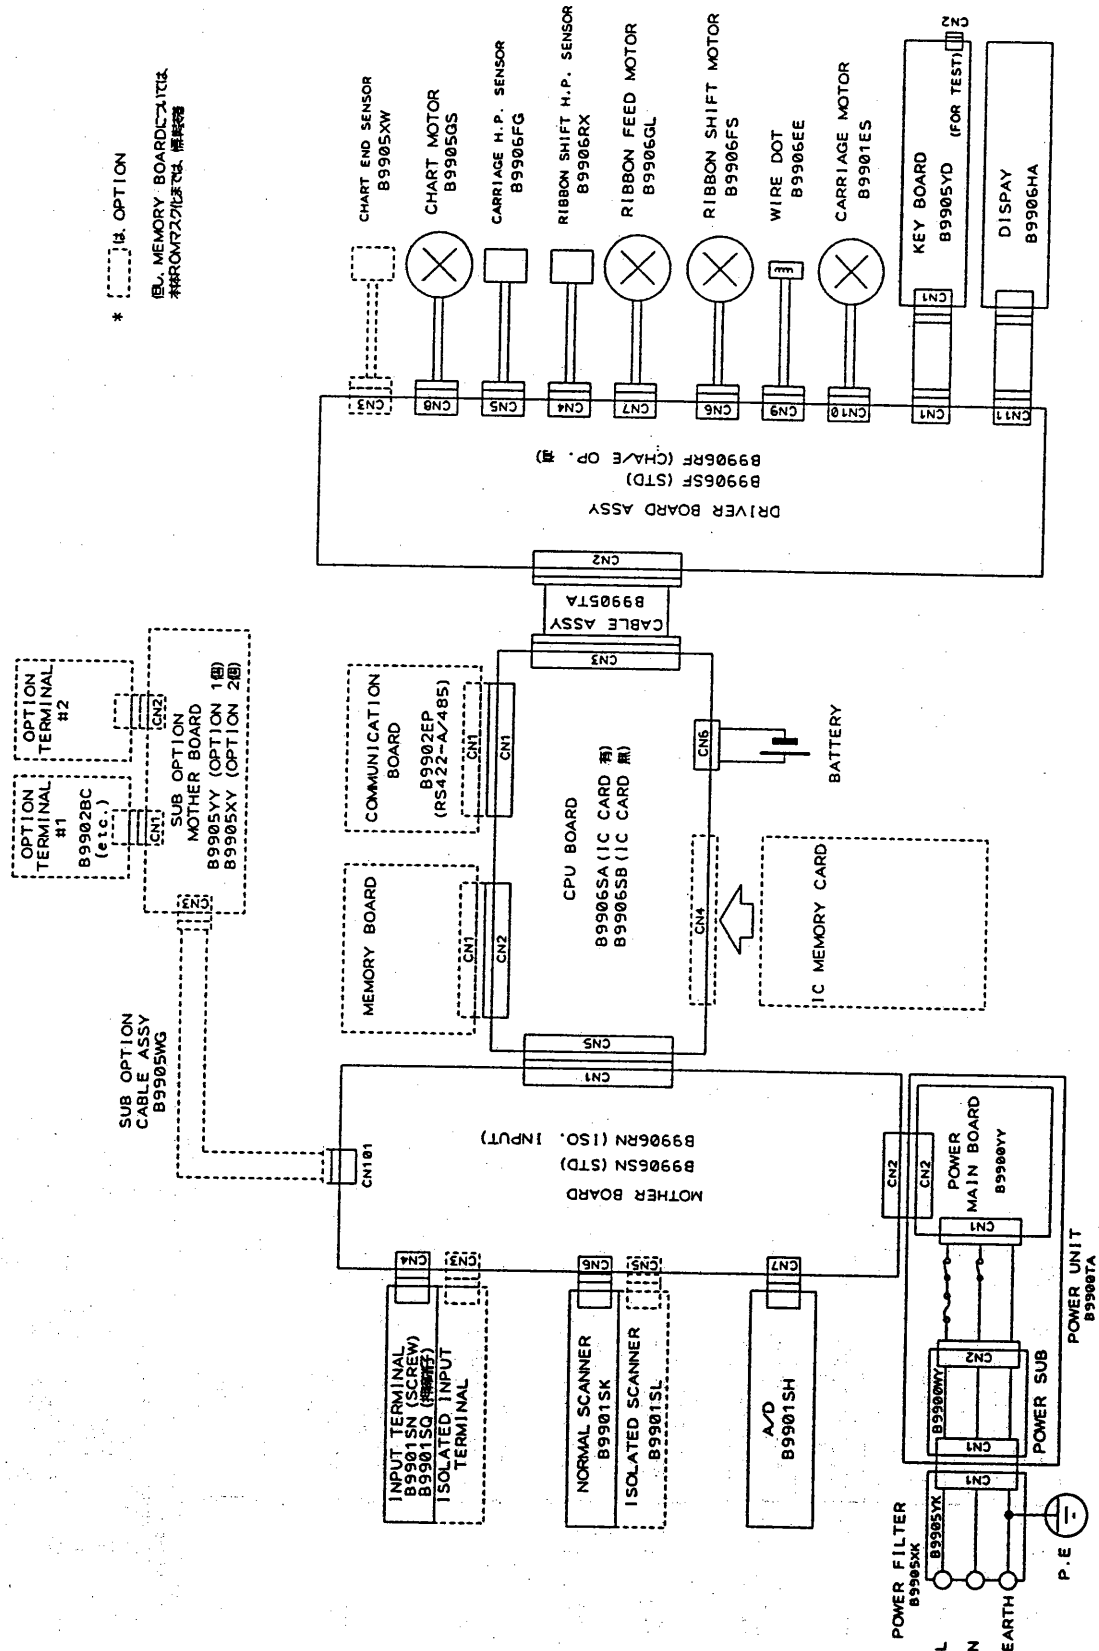 * は, OPTION
但し, MEMORY BOARDについては,
CHART END SENSOR
B9905XW
CHART MOTOR
B9905QS
CARRIAGE H.P. SENSOR
B9906FG
RIBBON SHIFT H.P. SENSOR
B9906RX
RIBBON FEED MOTOR
B9906GL
RIBBON SHIFT MOTOR
B9906FS
WIRE DOT
B9906EE
CARRIAGE MOTOR
B9901ES
KEY BOARD
B9905YD
(FOR TEST)
CN2
CN1
DISPAY
B9906HA
CN3
CN8
CN5
CN4
CN7
CN6
CN9
CN10
CN1
CN11
DRIVER BOARD ASSY
B9906SF (STD)
B9906RF (CHA/E OP. 有)
CN2
CABLE ASSY
B9905TA
CN3
OPTION
TERMINAL
#1
B9902BC
(etc.)
CN1
OPTION
TERMINAL
#2
CN2
SUB OPTION
MOTHER BOARD
B9905YY (OPTION 1個)
B9905XY (OPTION 2個)
CN3
SUB OPTION
CABLE ASSY
B9905WG
COMMUNICATION
BOARD
B9902EP
(RS422-A/485)
CN1
CN1
MEMORY BOARD
CN1
CN2
CPU BOARD
B9906SA (IC CARD 有)
B9906SB (IC CARD 無)
CN6
BATTERY
CN4
IC MEMORY CARD
CN5
CN1
CN101
MOTHER BOARD
B9906SN (STD)
B9906RN (ISO. INPUT)
CN4
CN3
CN6
CN5
CN7
CN2
INPUT TERMINAL
B9901SN (SCREW)
B9901SQ
ISOLATED INPUT
TERMINAL
NORMAL SCANNER
B9901SK
ISOLATED SCANNER
B9901SL
A/D
B9901SH
CN2
POWER
MAIN BOARD
B9900YY
CN1
POWER UNIT
B9900TA
CN2
B9900WY
CN1
POWER SUB
POWER FILTER
B9905XK
B9905YK
CN1
L
N
EARTH
P.E